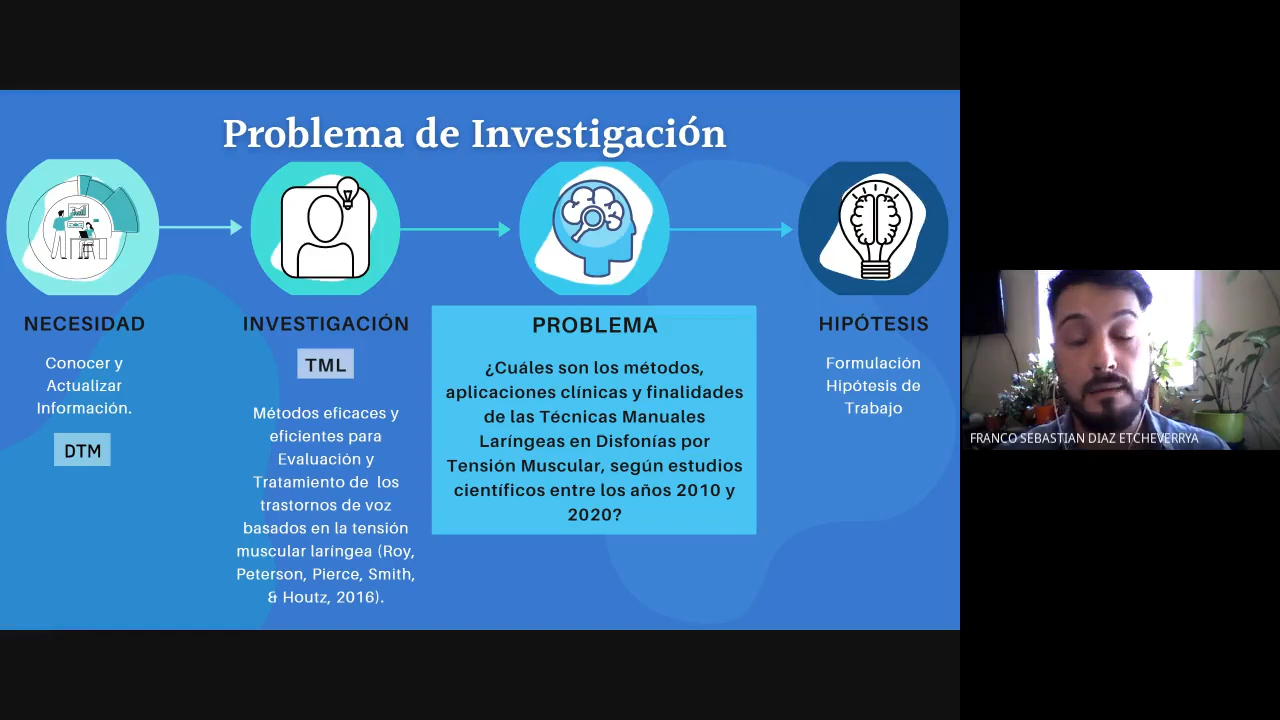 Problema de Investigación
NECESIDAD
Conocer y
Actualizar
Información.
DTM
INVESTIGACIÓN
TML
Métodos eficaces y
eficientes para
Evaluación y
Tratamiento de los
trastornos de voz
basados en la tensión
muscular laríngea (Roy,
Peterson, Pierce, Smith,
& Houtz, 2016).
PROBLEMA
¿Cuáles son los métodos,
aplicaciones clínicas y finalidades
de las Técnicas Manuales
Laríngeas en Disfonías por
Tensión Muscular, según estudios
científicos entre los años 2010 y
2020?
HIPÓTESIS
Formulación
Hipótesis de
Trabajo
FRANCO SEBASTIAN DIAZ ETCHEVERRYA